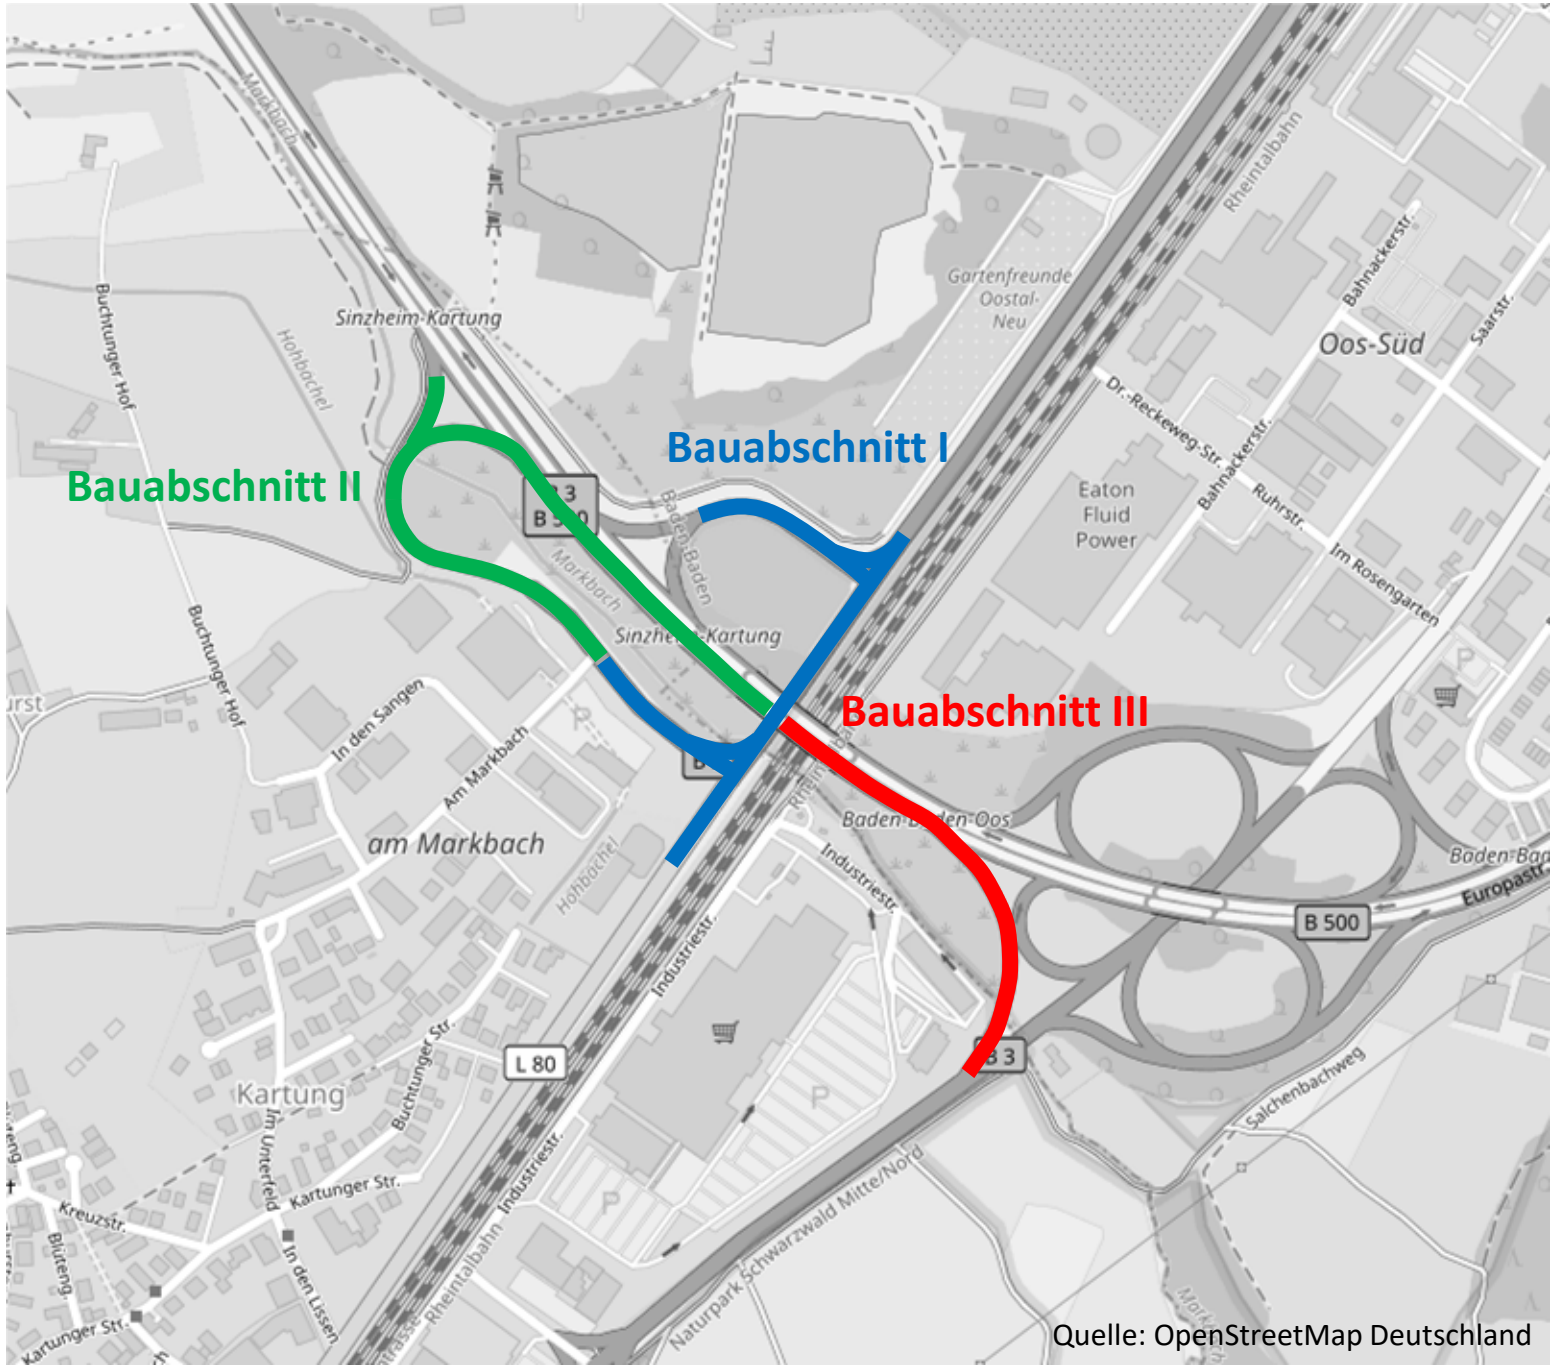 Markbach
Rheintalbahn
Buchtunger Hof
Hohbächel
Sinzheim-Kartung
Gartenfreunde
Oostal-
Neu
Bahnackerstr.
Saarstr.
Oos-Süd
Bauabschnitt I
Bauabschnitt II
Dr.-Reckeweg-Str.
Bahnackerstr.
Ruhrstr.
Im Rosengarten
Eaton
Fluid
Power
Baden-Baden
Markbach
Sinzheim-Kartung
Buchtunger Hof
In den Sangen
Am Markbach
P
P
Bauabschnitt III
Baden-Baden-Oos
Industriestr.
am Markbach
Hohbächel
Baden-Bad
Europastr.
B 500
Industriestr.
L 80
B 3
P
P
Kartung
Buchtunger Str.
Im Unterfeld
Kartunger Str.
Kreuzstr.
Blüteng.
Blüteng.
In den Lissen
Kartunger Str.
Industriestr.
Rheintalbahn
Salchenbachweg
Naturpark Schwarzwald Mitte/Nord
Quelle: OpenStreetMap Deutschland